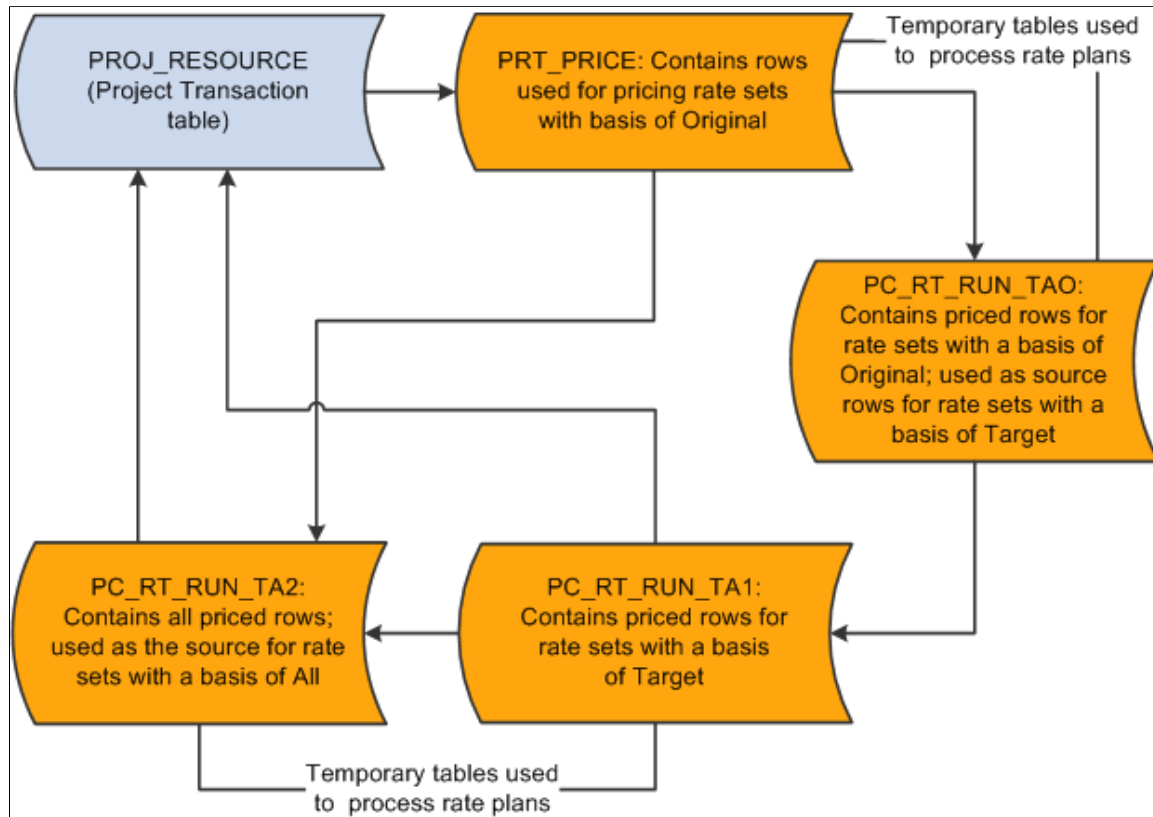 PROJ_RESOURCE
(Project Transaction
table)
PRT_PRICE: Contains rows
used for pricing rate sets
with basis of Original
Temporary tables used
to process rate plans
PC_RT_RUN_TAO:
Contains priced rows for
rate sets with a basis of
Original; used as source
rows for rate sets with a
basis of Target
PC_RT_RUN_TA2:
Contains all priced rows;
used as the source for rate
sets with a basis of All
PC_RT_RUN_TA1:
Contains priced rows for
rate sets with a basis
of Target
Temporary tables used
to process rate plans